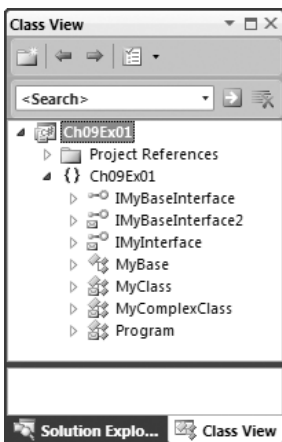 Class View
<Search>
Ch09Ex01
Project References
{} Ch09Ex01
IMyBaseInterface
IMyBaseInterface2
IMyInterface
MyBase
MyClass
MyComplexClass
Program
Solution Explo... Class View